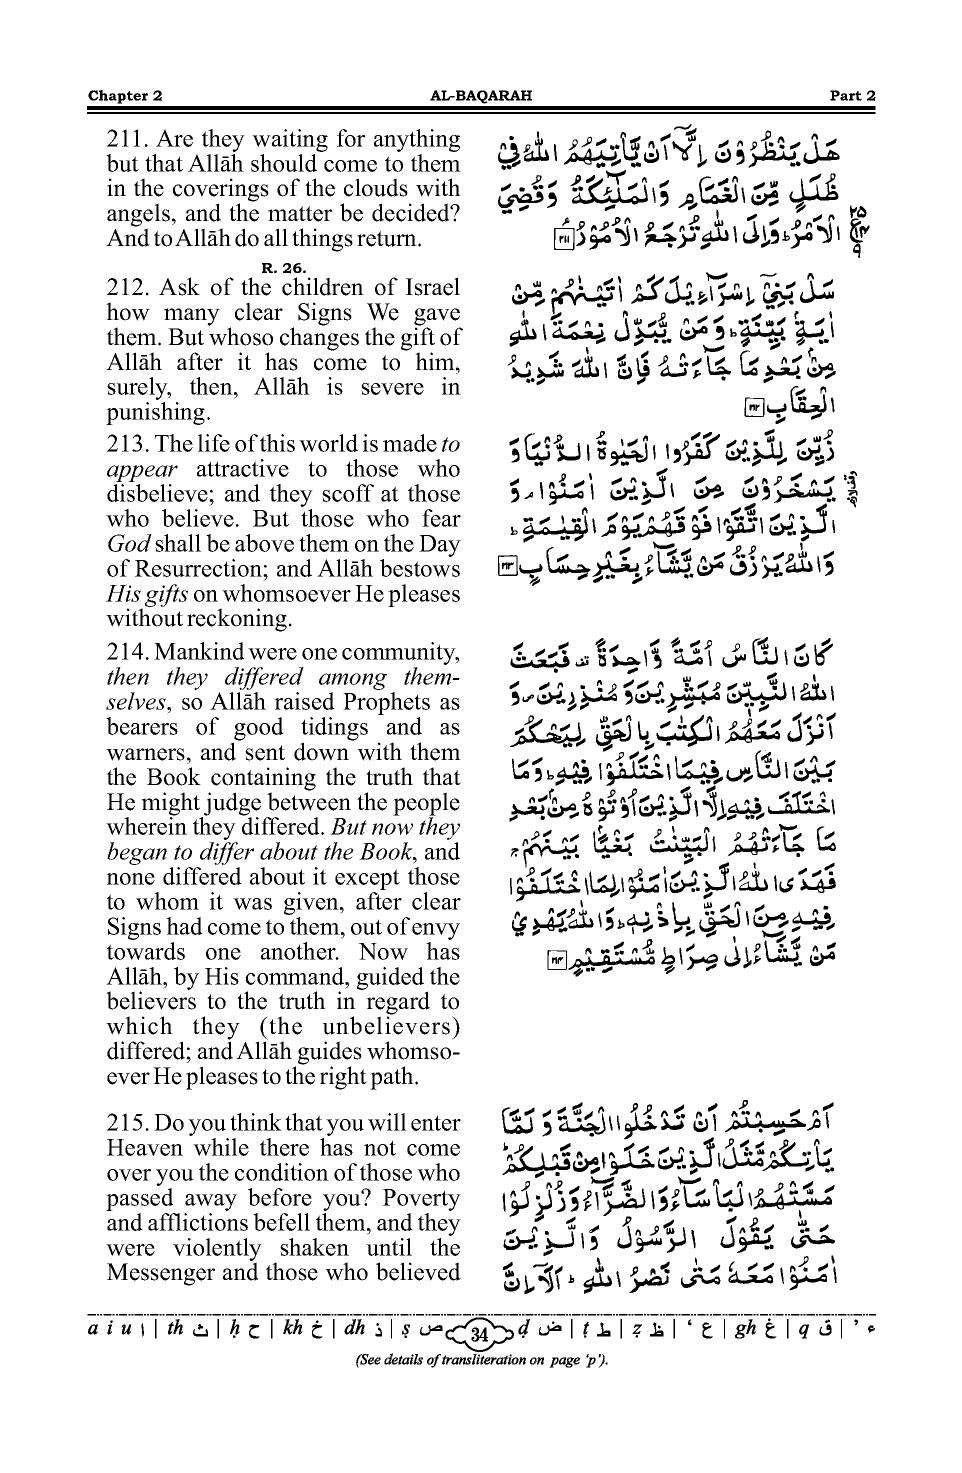 Chapter 2 AL-BAQARAH Part 2
211. Are they waiting for anything
but that Allāh should come to them
in the coverings of the clouds with
angels, and the matter be decided?
And to Allāh do all things return.
R. 26.
212. Ask of the children of Israel
how many clear Signs We gave
them. But whoso changes the gift of
Allāh after it has come to him,
surely, then, Allāh is severe in
punishing.
213. The life of this world is made to
appear attractive to those who
disbelieve; and they scoff at those
who believe. But those who fear
God shall be above them on the Day
of Resurrection; and Allāh bestows
His gifts on whomsoever He pleases
without reckoning.
214. Mankind were one community,
then they differed among them-
selves, so Allāh raised Prophets as
bearers of good tidings and as
warners, and sent down with them
the Book containing the truth that
He might judge between the people
wherein they differed. But now they
began to differ about the Book, and
none differed about it except those
to whom it was given, after clear
Signs had come to them, out of envy
towards one another. Now has
Allāh, by His command, guided the
believers to the truth in regard to
which they (the unbelievers)
differed; and Allāh guides whomso-
ever He pleases to the right path.
215. Do you think that you will enter
Heaven while there has not come
over you the condition of those who
passed away before you? Poverty
and afflictions befell them, and they
were violently shaken until the
Messenger and those who believed
هَلْ يَنْظُرُوْنَ اِلَّاۤ اَنْ يَّاْتِيَهُمُ اللّٰهُ فِيْ
ظُلَلٍ مِّنَ الْغَمَامِ وَالْمَلٰٓئِكَةُ وَقُضِيَ
الْاَمْرُ ؕ وَاِلَى اللّٰهِ تُرْجَعُ الْاُمُوْرُ ۝۲۱۱
سَلْ بَنِيْۤ اِسْرَآءِيْلَ كَمْ اٰتَيْنٰهُمْ مِّنْ
اٰيَةٍۭ بَيِّنَةٍ ؕ وَمَنْ يُّبَدِّلْ نِعْمَةَ اللّٰهِ
مِنْۢ بَعْدِ مَا جَآءَتْهُ فَاِنَّ اللّٰهَ شَدِيْدُ
الْعِقَابِ ۝۲۱۲
زُيِّنَ لِلَّذِيْنَ كَفَرُوا الْحَيٰوةُ الدُّنْيَا وَ
يَسْخَرُوْنَ مِنَ الَّذِيْنَ اٰمَنُوْا ۘ وَ
الَّذِيْنَ اتَّقَوْا فَوْقَهُمْ يَوْمَ الْقِيٰمَةِ ؕ
وَاللّٰهُ يَرْزُقُ مَنْ يَّشَآءُ بِغَيْرِ حِسَابٍ ۝۲۱۳
كَانَ النَّاسُ اُمَّةً وَّاحِدَةً ۟ فَبَعَثَ
اللّٰهُ النَّبِيّٖنَ مُبَشِّرِيْنَ وَ مُنْذِرِيْنَ ۪ وَ
اَنْزَلَ مَعَهُمُ الْكِتٰبَ بِالْحَقِّ لِيَحْكُمَ
بَيْنَ النَّاسِ فِيْمَا اخْتَلَفُوْا فِيْهِ ؕ وَمَا
اخْتَلَفَ فِيْهِ اِلَّا الَّذِيْنَ اُوْتُوْهُ مِنْۢ بَعْدِ
مَا جَآءَتْهُمُ الْبَيِّنٰتُ بَغْيًۢا بَيْنَهُمْ ۚ
فَهَدَى اللّٰهُ الَّذِيْنَ اٰمَنُوْا لِمَا اخْتَلَفُوْا
فِيْهِ مِنَ الْحَقِّ بِاِذْنِهٖ ؕ وَاللّٰهُ يَهْدِيْ
مَنْ يَّشَآءُ اِلٰى صِرَاطٍ مُّسْتَقِيْمٍ ۝۲۱۴
اَمْ حَسِبْتُمْ اَنْ تَدْخُلُوا الْجَنَّةَ وَ لَمَّا
يَاْتِكُمْ مَّثَلُ الَّذِيْنَ خَلَوْا مِنْ قَبْلِكُمْ ؕ
مَسَّتْهُمُ الْبَاْسَآءُ وَالضَّرَّآءُ وَزُلْزِلُوْا
حَتّٰى يَقُوْلَ الرَّسُوْلُ وَالَّذِيْنَ
اٰمَنُوْا مَعَهٗ مَتٰى نَصْرُ اللّٰهِ ؕ اَلَاۤ اِنَّ
a i u ا | th ث | ḥ ح | kh خ | dh ذ | ṣ ص 34 ḍ ض | ṭ ط | ẓ ظ | ‘ ع | gh غ | q ق | ’ ء
(See details of transliteration on page ‘p’).